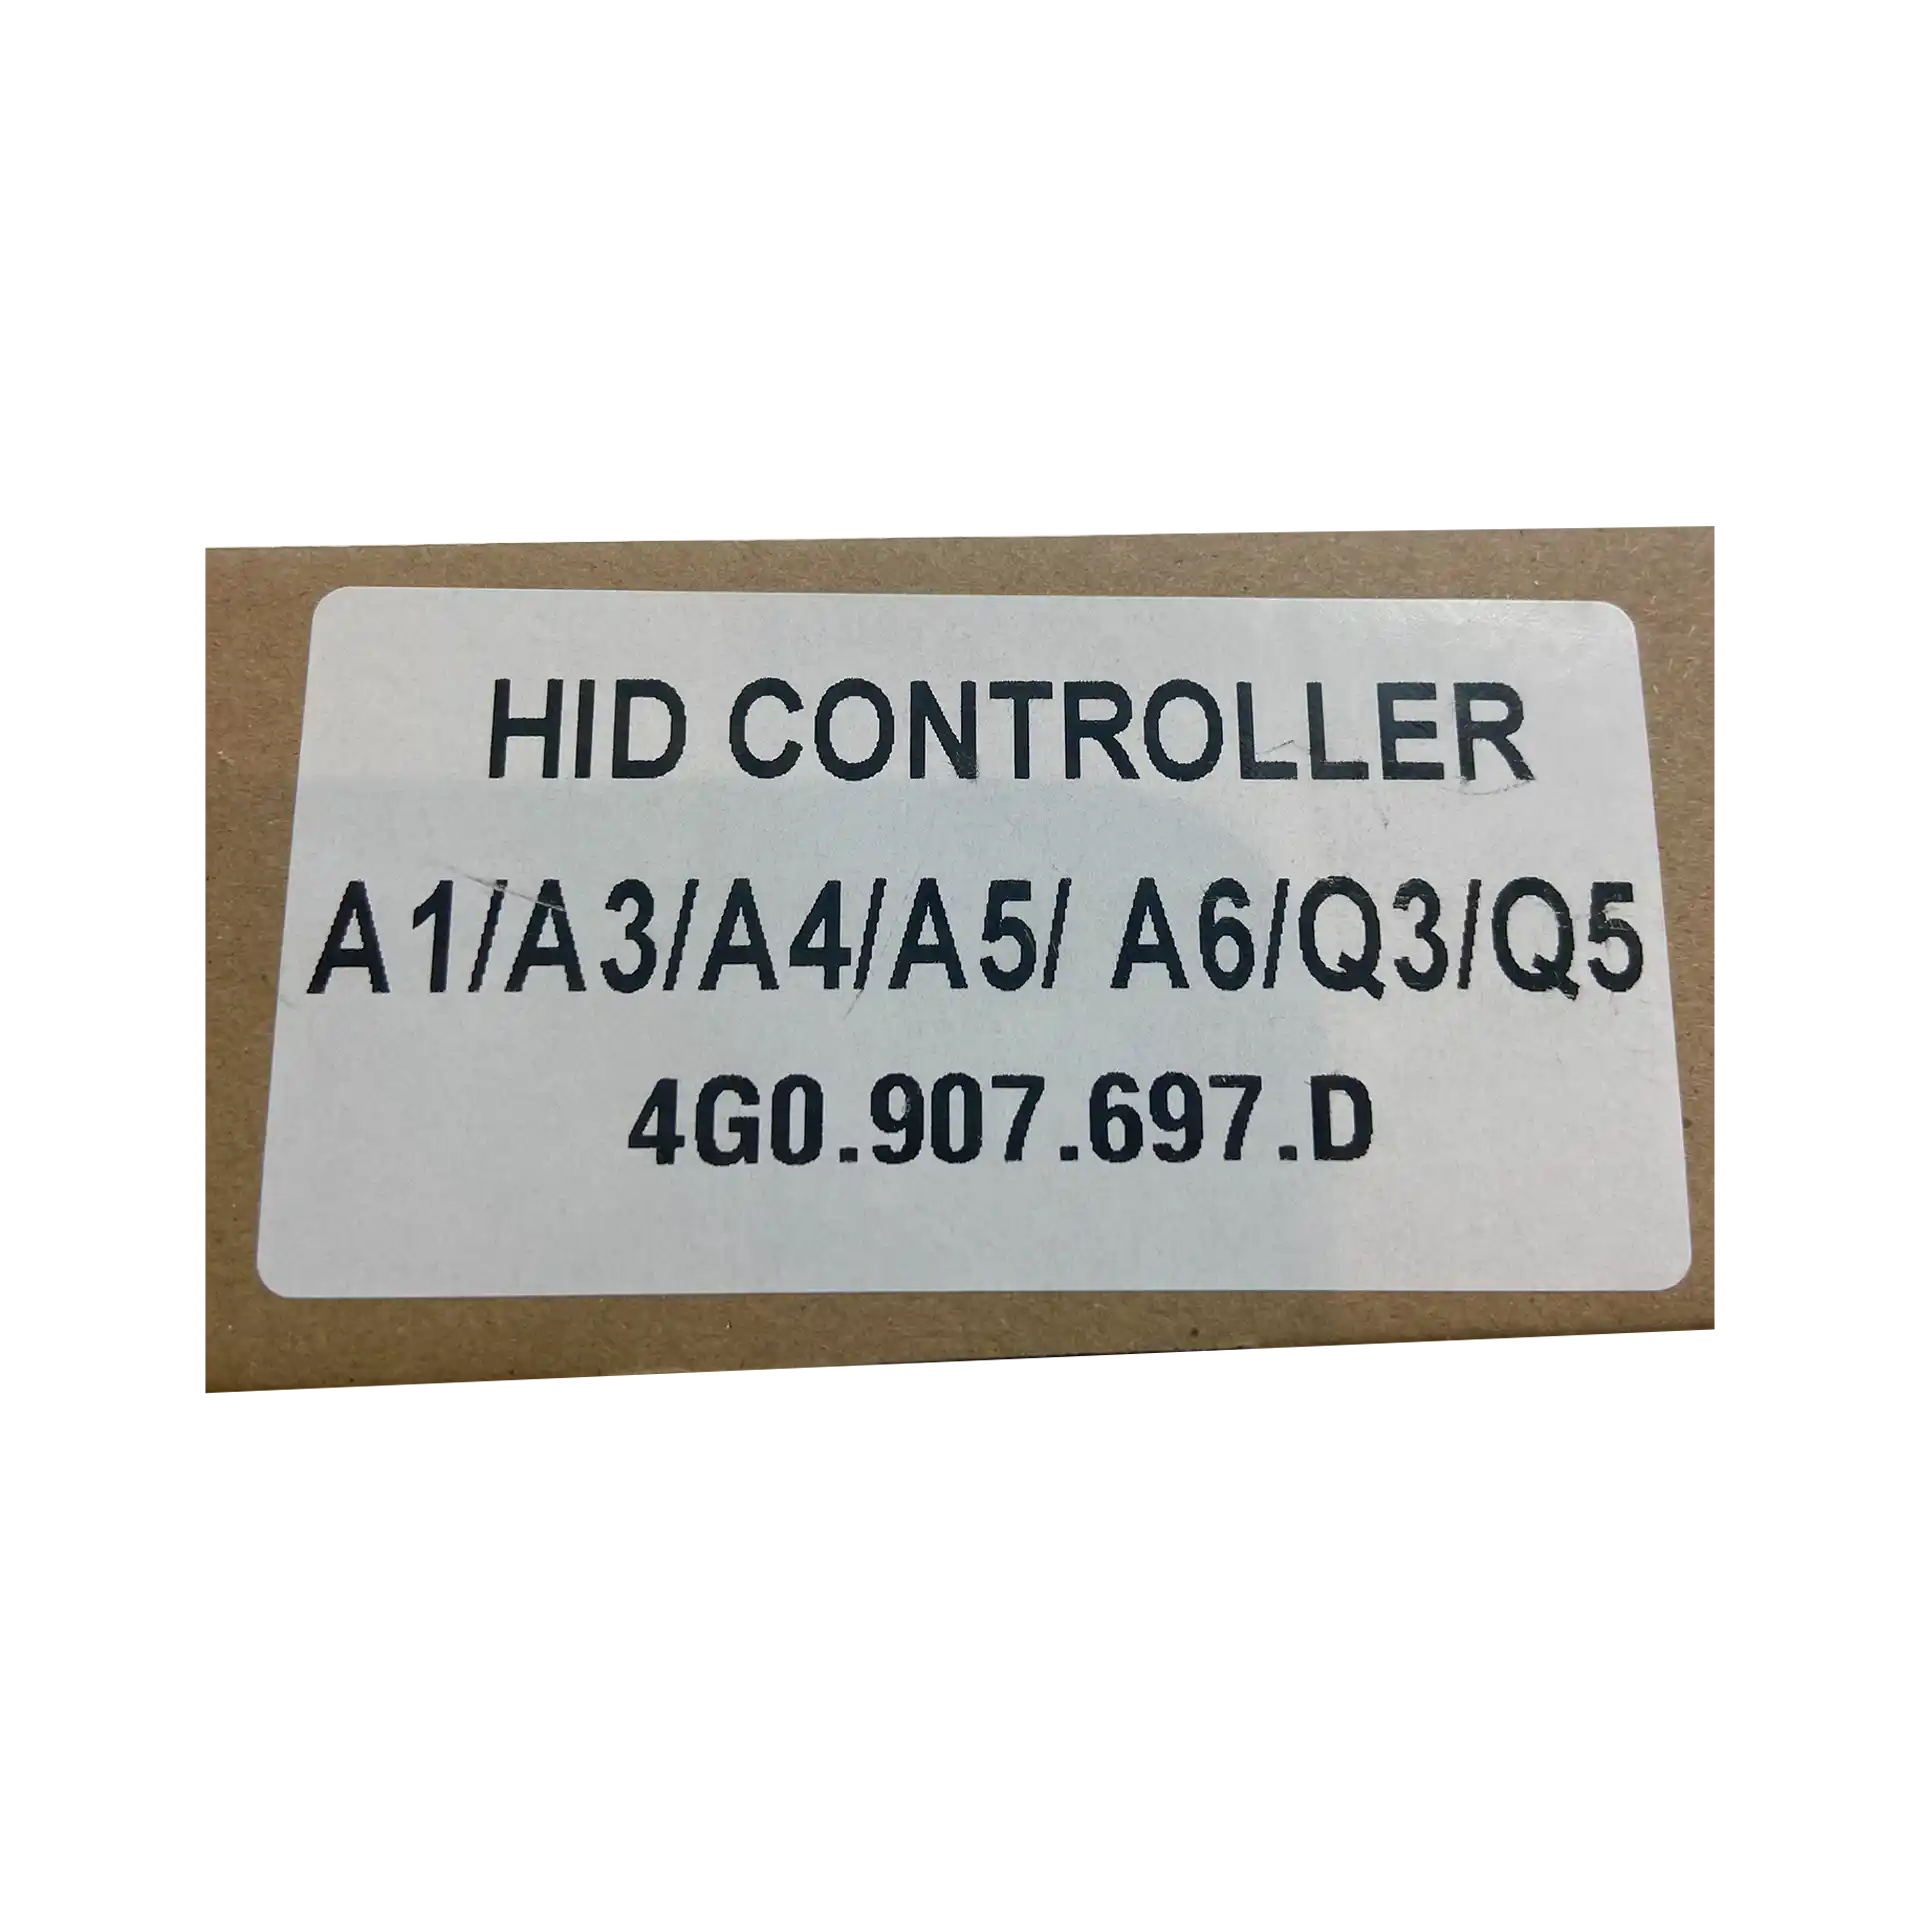 HID CONTROLLER
A1/A3/A4/A5/ A6/Q3/Q5
4G0.907.697.D